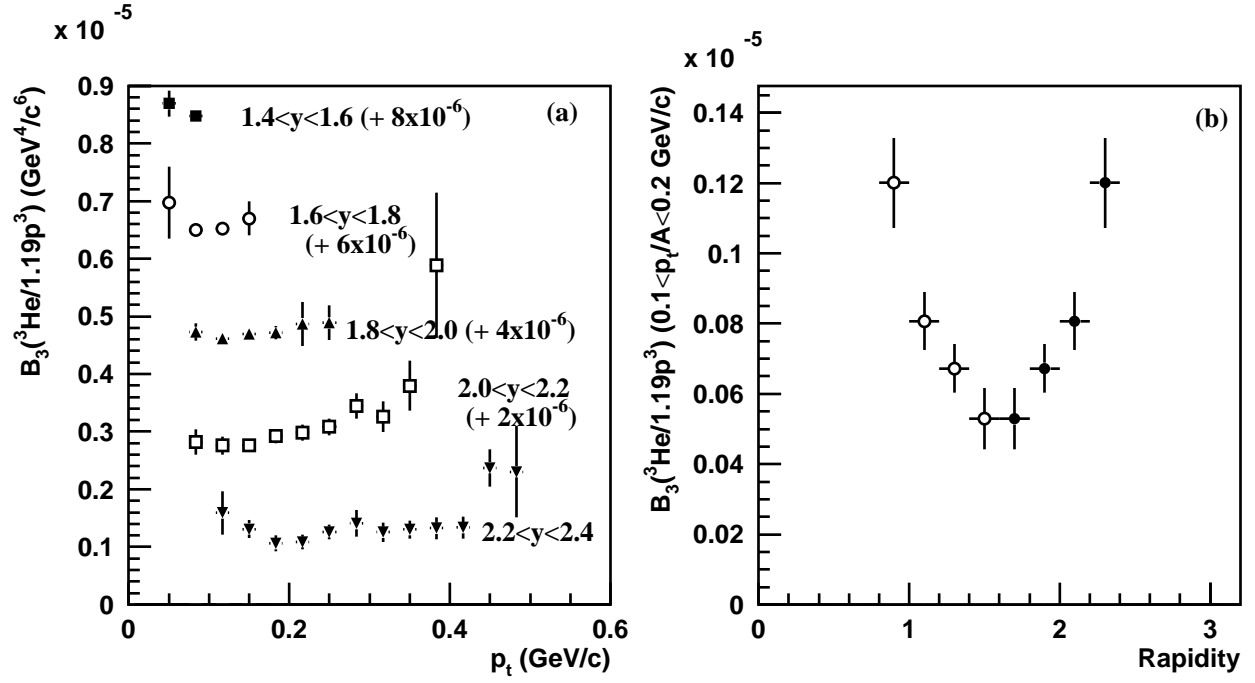 x 10^-5
B₃(³He/1.19p³) (GeV⁴/c⁶)
0.9
0.8
0.7
0.6
0.5
0.4
0.3
0.2
0.1
0
(a)
1.4<y<1.6 (+ 8x10^-6)
1.6<y<1.8
(+ 6x10^-6)
1.8<y<2.0 (+ 4x10^-6)
2.0<y<2.2
(+ 2x10^-6)
2.2<y<2.4
0 0.2 0.4 0.6
p_t (GeV/c)
x 10^-5
B₃(³He/1.19p³) (0.1<p_t/A<0.2 GeV/c)
0.14
0.12
0.1
0.08
0.06
0.04
0.02
0
(b)
0 1 2 3
Rapidity